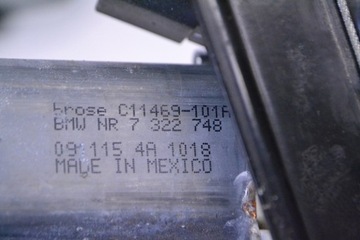 brose C11469-101A
BMW NR 7 322 748
09 115 4A 1018
MADE IN MEXICO